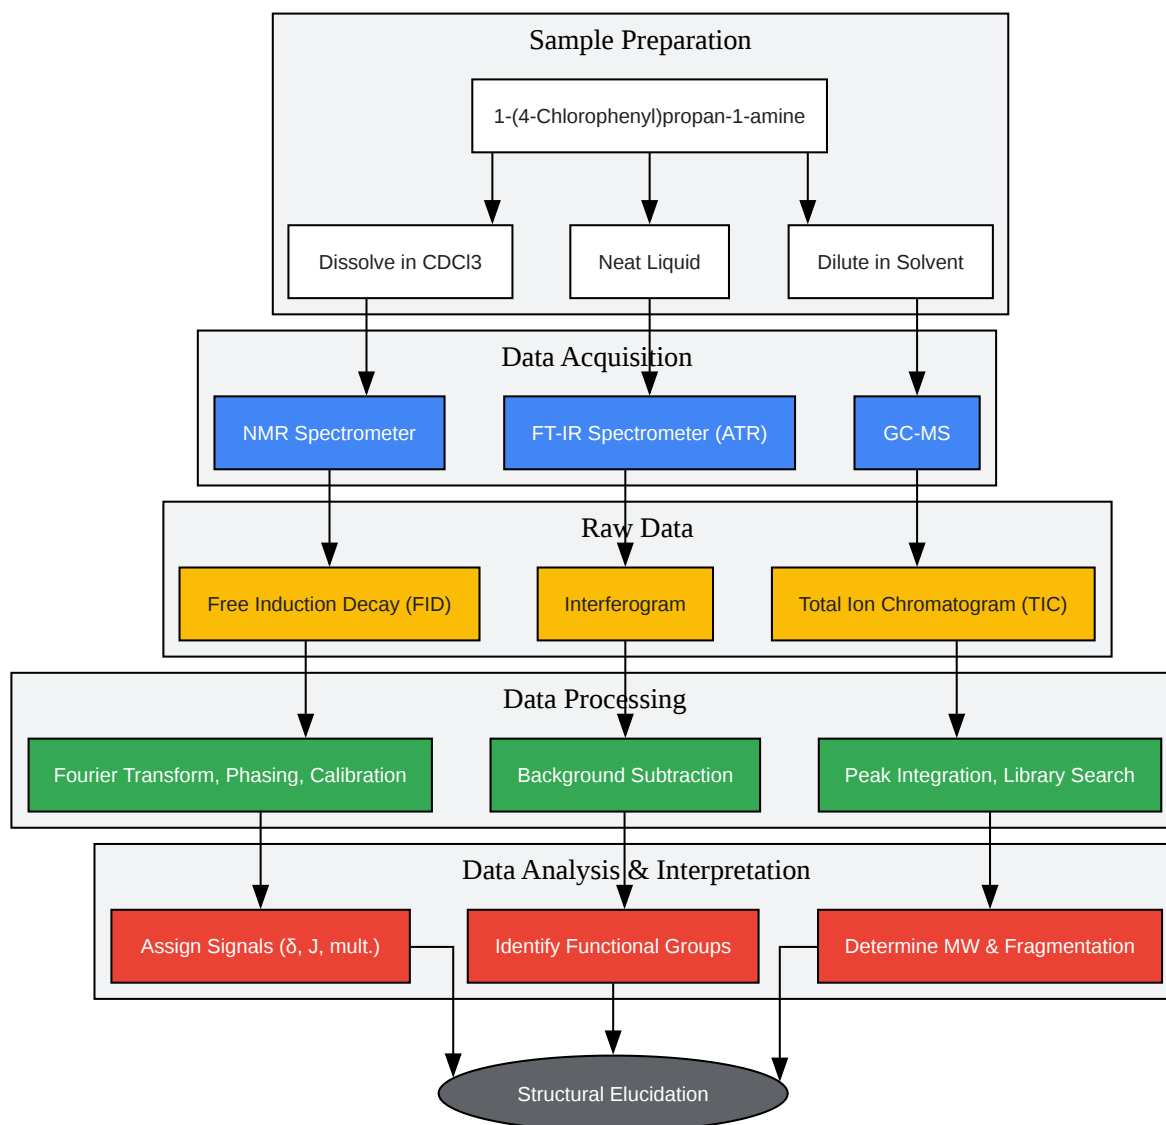 Sample Preparation
1-(4-Chlorophenyl)propan-1-amine
Dissolve in CDCl3
Neat Liquid
Dilute in Solvent
Data Acquisition
NMR Spectrometer
FT-IR Spectrometer (ATR)
GC-MS
Raw Data
Free Induction Decay (FID)
Interferogram
Total Ion Chromatogram (TIC)
Data Processing
Fourier Transform, Phasing, Calibration
Background Subtraction
Peak Integration, Library Search
Data Analysis & Interpretation
Assign Signals (δ, J, mult.)
Identify Functional Groups
Determine MW & Fragmentation
Structural Elucidation